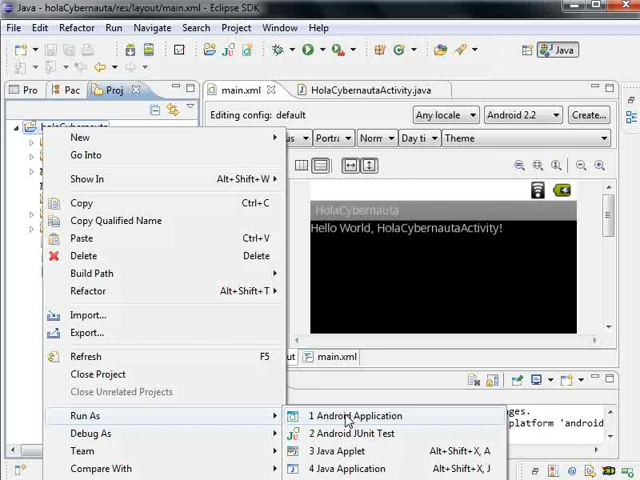 Java - holaCybernauta/res/layout/main.xml - Eclipse SDK
File Edit Refactor Run Navigate Search Project Window Help
Java
Pro Pac Proj
main.xml HolaCybernautaActivity.java
Editing config: default
Any locale Android 2.2 Create...
Portra Norm Day ti Theme
HolaCybernauta
Hello World, HolaCybernautaActivity!
holaCybernauta
New
Go Into
Show In Alt+Shift+W
Copy Ctrl+C
Copy Qualified Name
Paste Ctrl+V
Delete Delete
Build Path
Refactor Alt+Shift+T
Import...
Export...
Refresh F5
Close Project
Close Unrelated Projects
Run As
Debug As
Team
Compare With
main.xml
1 Android Application
2 Android JUnit Test
3 Java Applet Alt+Shift+X, A
4 Java Application Alt+Shift+X, J
ges.
platform 'android